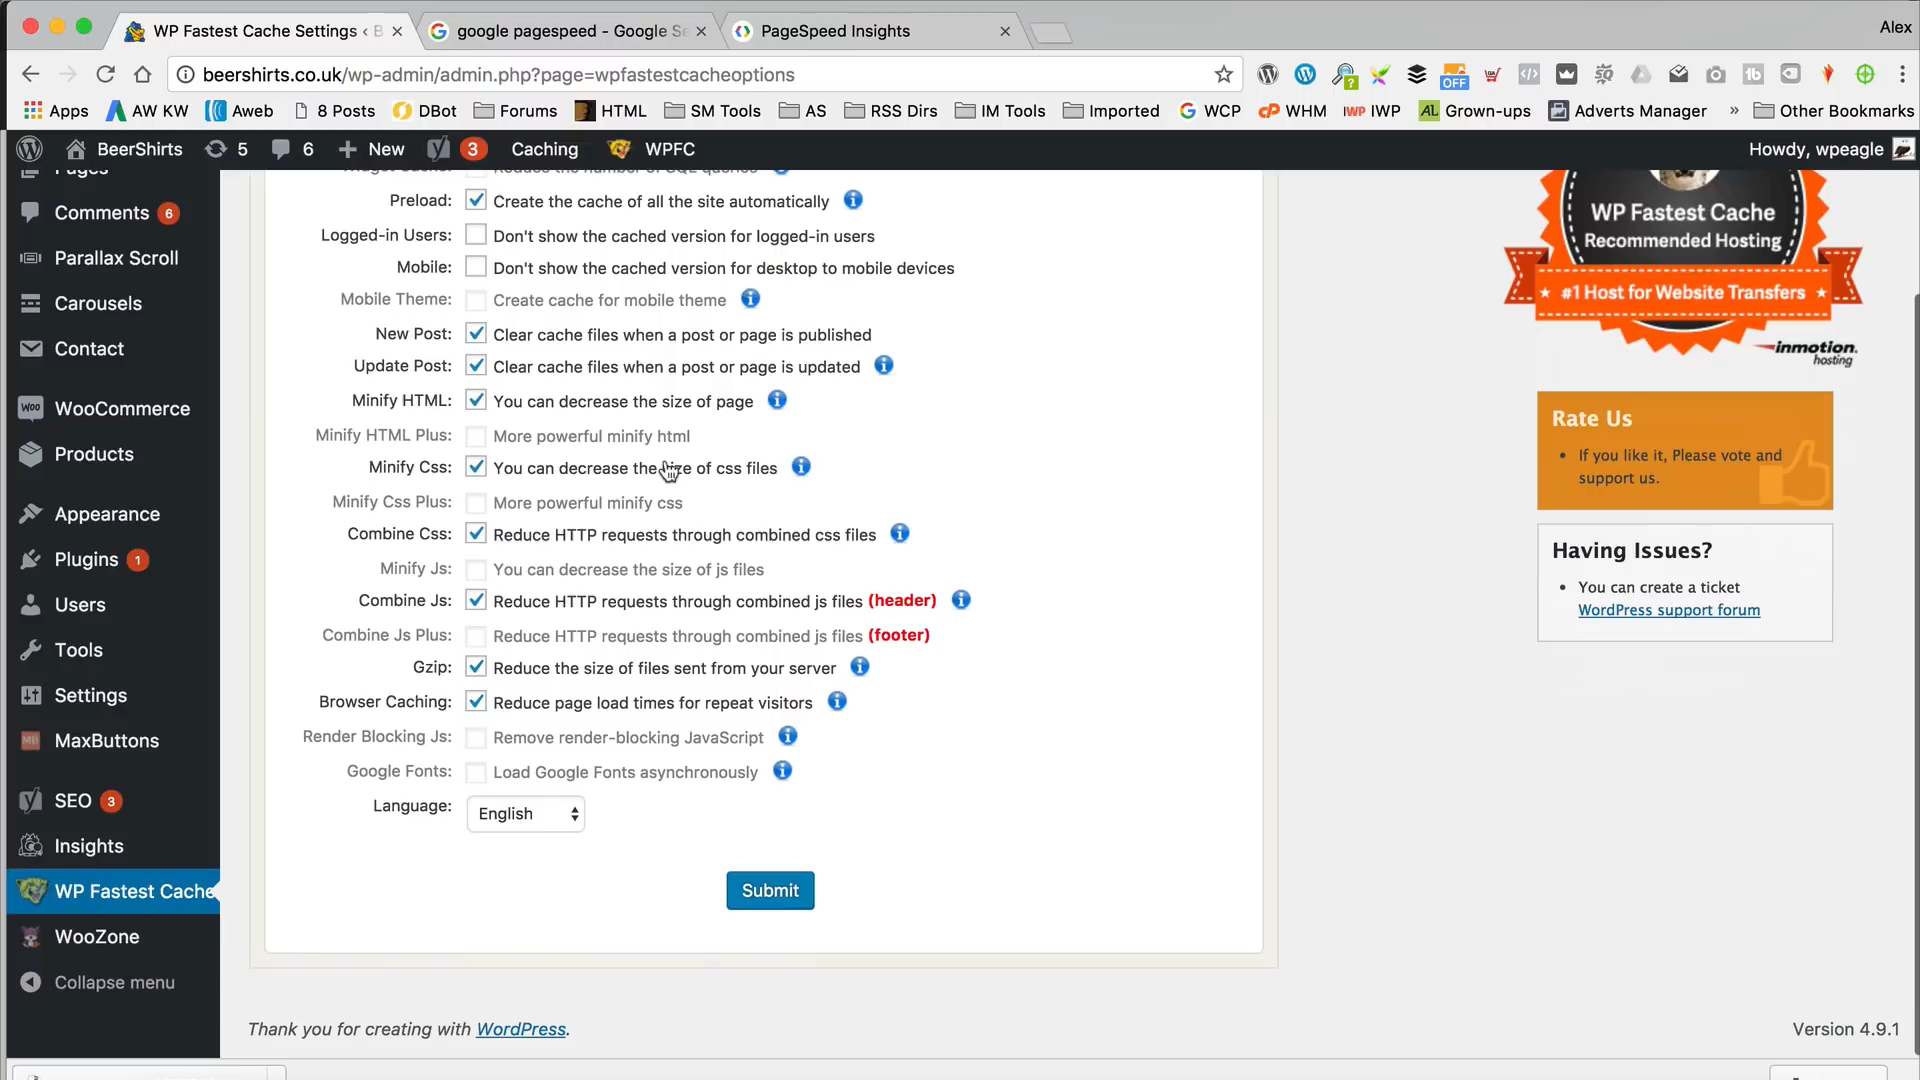 WP Fastest Cache Settings ‹ B
google pagespeed - Google Se
PageSpeed Insights
Alex
beershirts.co.uk/wp-admin/admin.php?page=wpfastestcacheoptions
OFF
Apps
AW KW
Aweb
8 Posts
DBot
Forums
HTML
SM Tools
AS
RSS Dirs
IM Tools
Imported
WCP
WHM
IWP
Grown-ups
Adverts Manager
Other Bookmarks
BeerShirts
5
6
New
3
Caching
WPFC
Howdy, wpeagle
Pages
Comments 6
Parallax Scroll
Carousels
Contact
WooCommerce
Products
Appearance
Plugins 1
Users
Tools
Settings
MaxButtons
SEO 3
Insights
WP Fastest Cache
WooZone
Collapse menu
Widget Cache: Reduce the number of SQL queries
Preload: Create the cache of all the site automatically
Logged-in Users: Don't show the cached version for logged-in users
Mobile: Don't show the cached version for desktop to mobile devices
Mobile Theme: Create cache for mobile theme
New Post: Clear cache files when a post or page is published
Update Post: Clear cache files when a post or page is updated
Minify HTML: You can decrease the size of page
Minify HTML Plus: More powerful minify html
Minify Css: You can decrease the size of css files
Minify Css Plus: More powerful minify css
Combine Css: Reduce HTTP requests through combined css files
Minify Js: You can decrease the size of js files
Combine Js: Reduce HTTP requests through combined js files (header)
Combine Js Plus: Reduce HTTP requests through combined js files (footer)
Gzip: Reduce the size of files sent from your server
Browser Caching: Reduce page load times for repeat visitors
Render Blocking Js: Remove render-blocking JavaScript
Google Fonts: Load Google Fonts asynchronously
Language: English
Submit
WP Fastest Cache
Recommended Hosting
#1 Host for Website Transfers
inmotion
hosting
Rate Us
If you like it, Please vote and
support us.
Having Issues?
You can create a ticket
WordPress support forum
Thank you for creating with WordPress.
Version 4.9.1